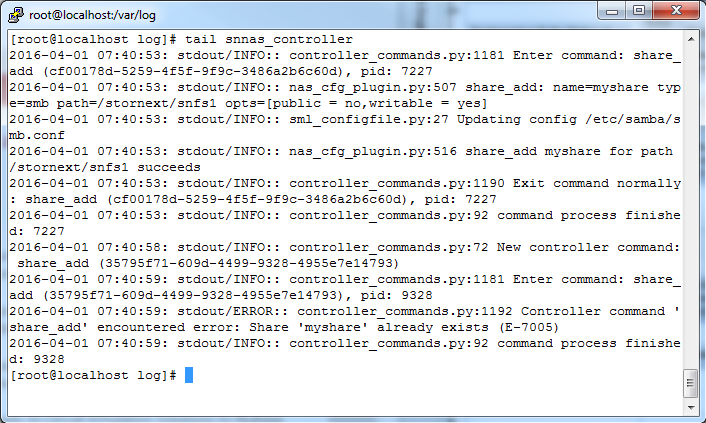 root@localhost:/var/log
[root@localhost log]# tail snnas_controller
2016-04-01 07:40:53: stdout/INFO:: controller_commands.py:1181 Enter command: share_
add (cf00178d-5259-4f5f-9f9c-3486a2b6c60d), pid: 7227
2016-04-01 07:40:53: stdout/INFO:: nas_cfg_plugin.py:507 share_add: name=myshare typ
e=smb path=/stornext/snfs1 opts=[public = no,writable = yes]
2016-04-01 07:40:53: stdout/INFO:: sml_configfile.py:27 Updating config /etc/samba/s
mb.conf
2016-04-01 07:40:53: stdout/INFO:: nas_cfg_plugin.py:516 share_add myshare for path
/stornext/snfs1 succeeds
2016-04-01 07:40:53: stdout/INFO:: controller_commands.py:1190 Exit command normally
: share_add (cf00178d-5259-4f5f-9f9c-3486a2b6c60d), pid: 7227
2016-04-01 07:40:53: stdout/INFO:: controller_commands.py:92 command process finishe
d: 7227
2016-04-01 07:40:58: stdout/INFO:: controller_commands.py:72 New controller command:
share_add (35795f71-609d-4499-9328-4955e7e14793)
2016-04-01 07:40:59: stdout/INFO:: controller_commands.py:1181 Enter command: share_
add (35795f71-609d-4499-9328-4955e7e14793), pid: 9328
2016-04-01 07:40:59: stdout/ERROR:: controller_commands.py:1192 Controller command '
share_add' encountered error: Share 'myshare' already exists (E-7005)
2016-04-01 07:40:59: stdout/INFO:: controller_commands.py:92 command process finishe
d: 9328
[root@localhost log]#